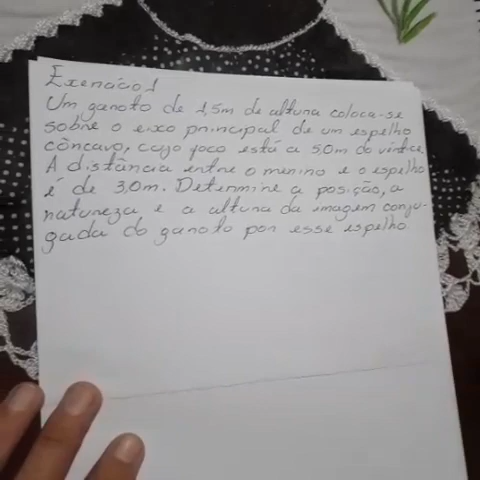 Exercício 1
Um garoto de 1,5m de altura coloca-se
sobre o eixo principal de um espelho
côncavo, cujo foco está a 5,0m do vértice.
A distância entre o menino e o espelho
é de 3,0m. Determine a posição, a
natureza e a altura da imagem conju-
gada do garoto por esse espelho.